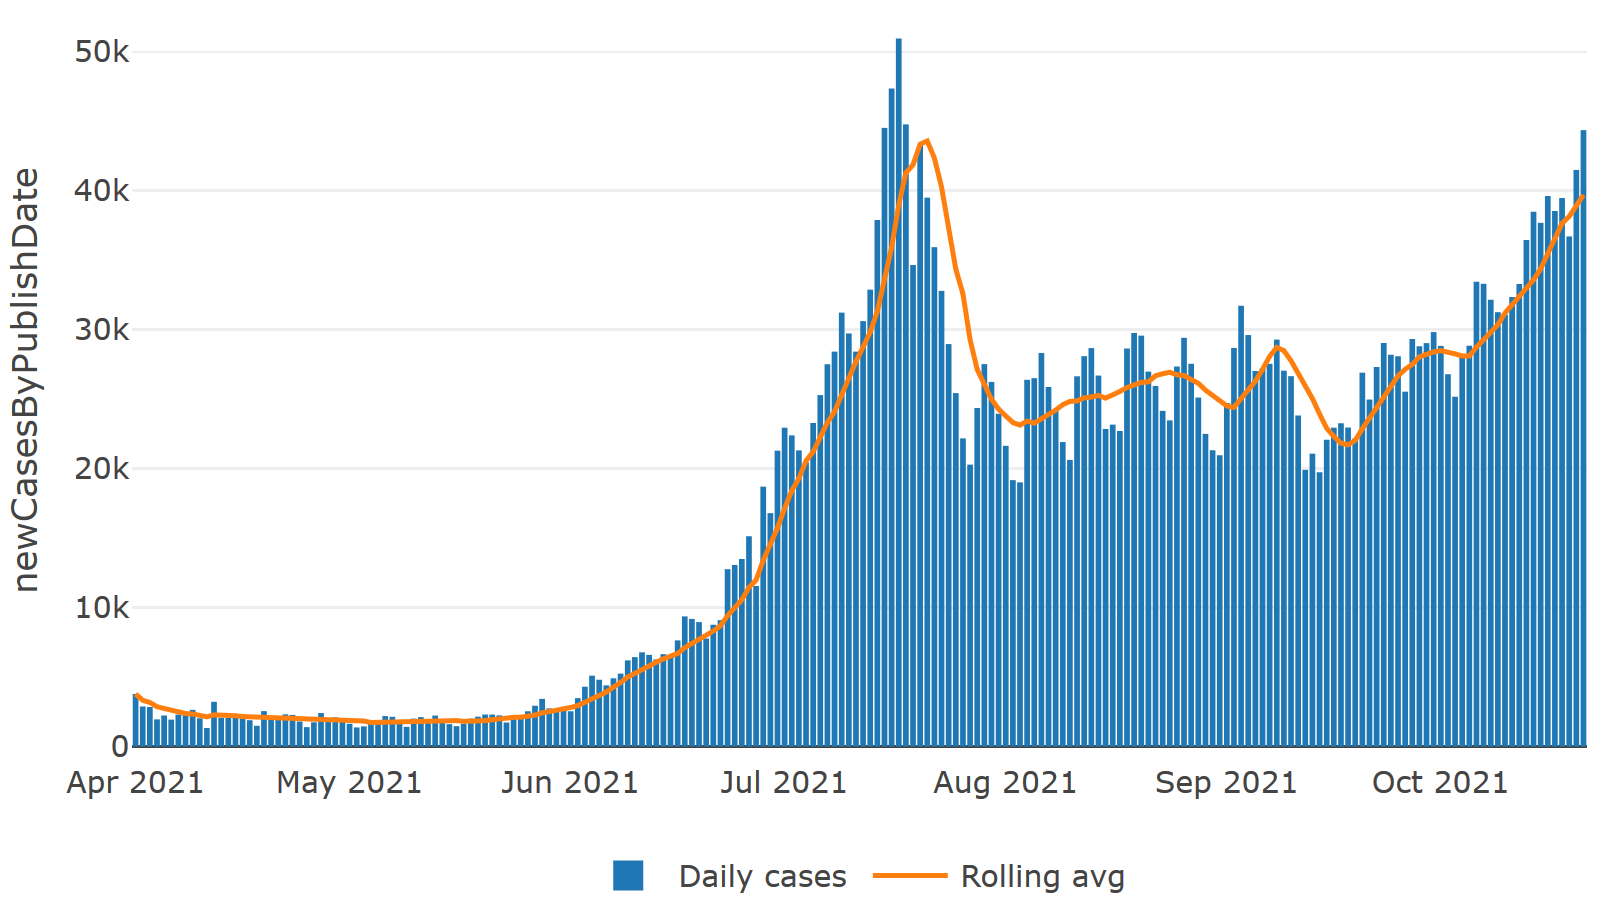 newCasesByPublishDate
50k
40k
30k
20k
10k
0
Apr 2021 May 2021 Jun 2021 Jul 2021 Aug 2021 Sep 2021 Oct 2021
Daily cases Rolling avg